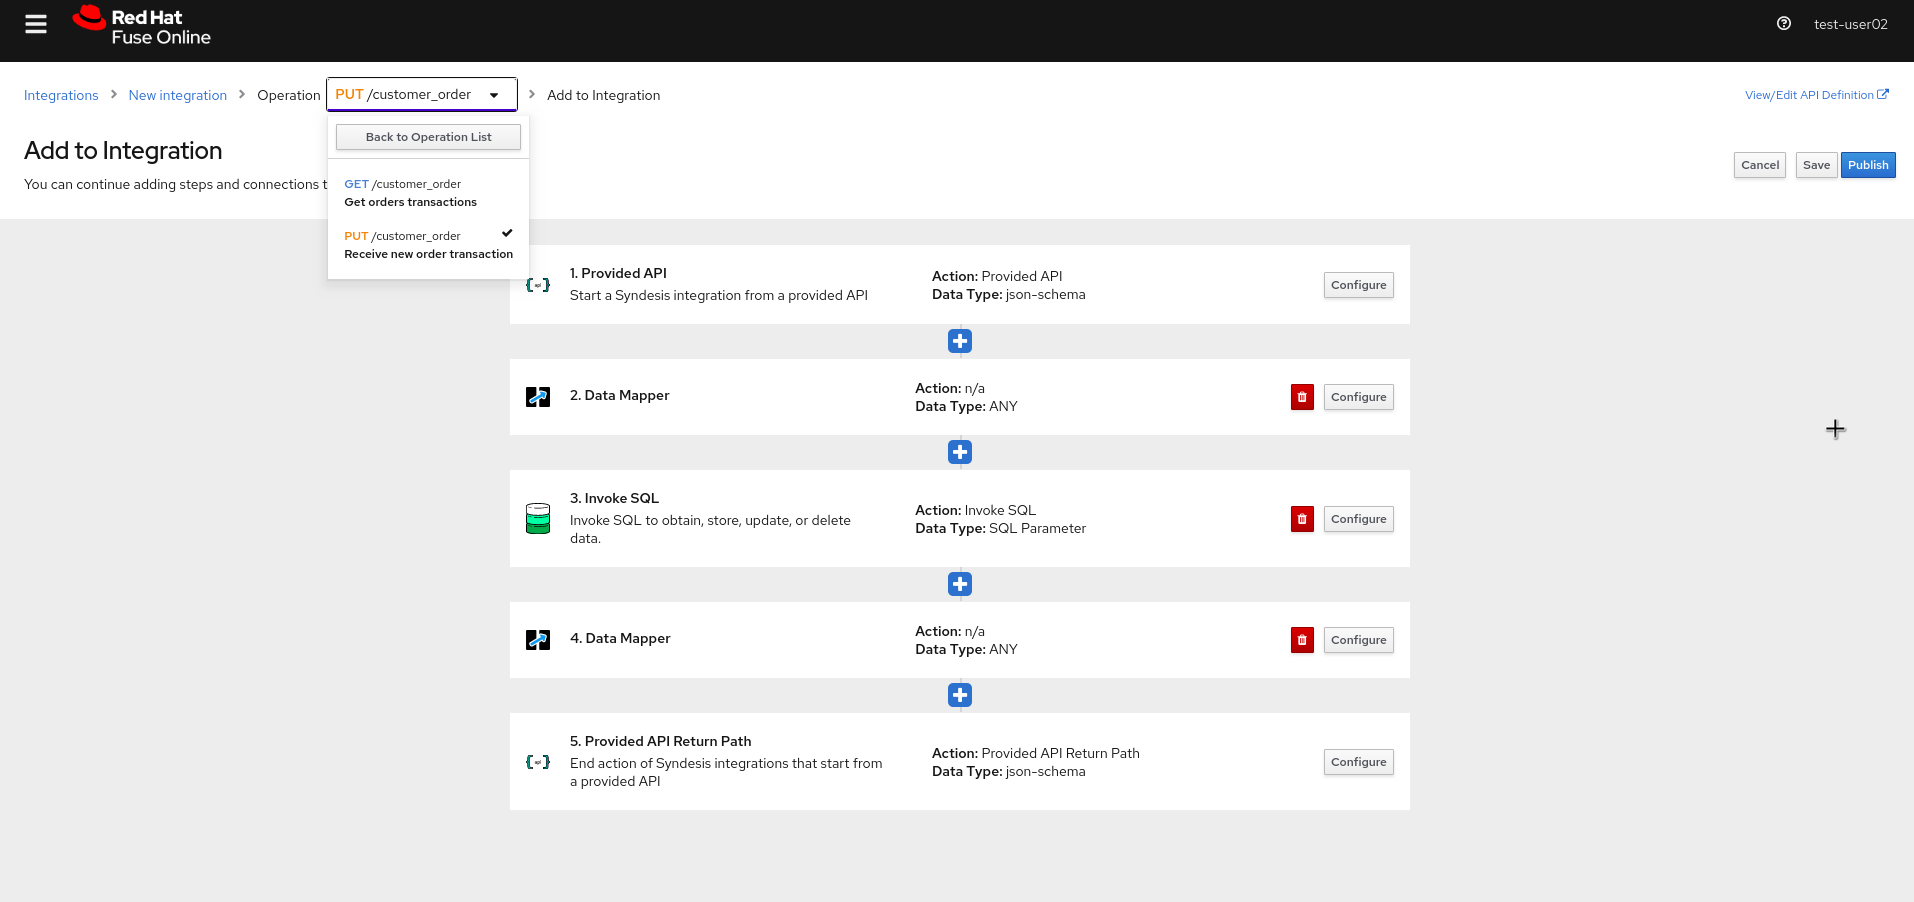 Red Hat
Fuse Online
test-user02
Integrations > New integration > Operation PUT /customer_order > Add to Integration
View/Edit API Definition
Back to Operation List
Add to Integration
Cancel Save Publish
You can continue adding steps and connections t
GET /customer_order
Get orders transactions
PUT /customer_order
Receive new order transaction
1. Provided API
Start a Syndesis integration from a provided API
Action: Provided API
Data Type: json-schema
Configure
2. Data Mapper
Action: n/a
Data Type: ANY
Configure
3. Invoke SQL
Invoke SQL to obtain, store, update, or delete
data.
Action: Invoke SQL
Data Type: SQL Parameter
Configure
4. Data Mapper
Action: n/a
Data Type: ANY
Configure
5. Provided API Return Path
End action of Syndesis integrations that start from
a provided API
Action: Provided API Return Path
Data Type: json-schema
Configure